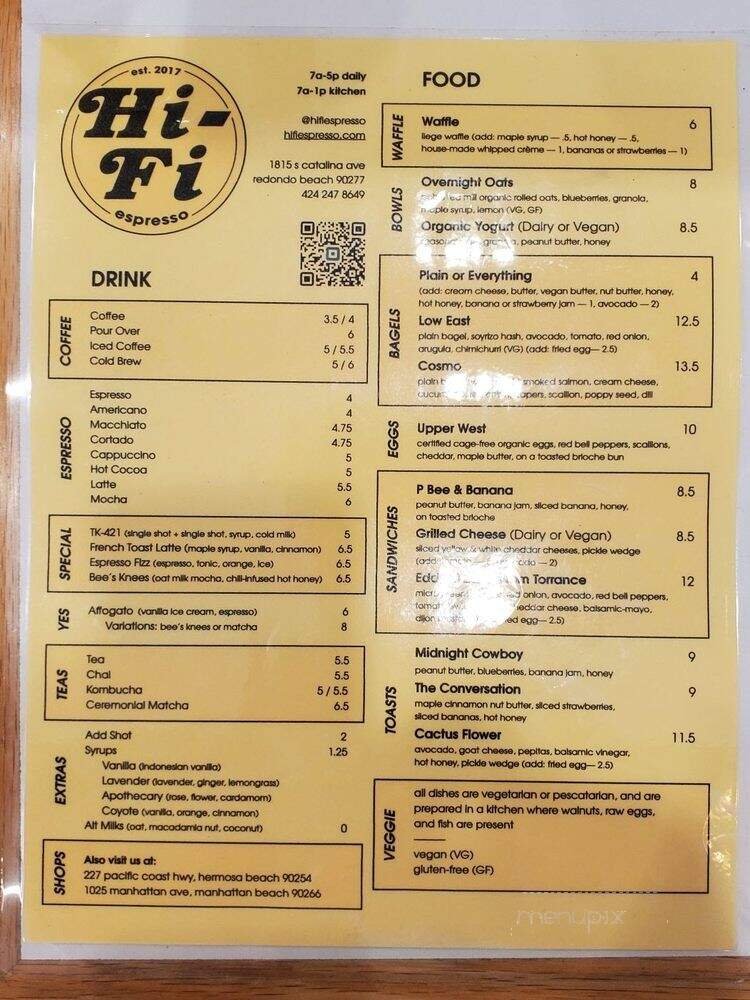 est. 2017
Hi-
Fi
espresso
7a-5p daily
7a-1p kitchen
@hifiespresso
hifiespresso.com
1815 s catalina ave
redondo beach 90277
424 247 8649
DRINK
COFFEE
Coffee 3.5 / 4
Pour Over 6
Iced Coffee 5 / 5.5
Cold Brew 5 / 6
ESPRESSO
Espresso 4
Americano 4
Macchiato 4.75
Cortado 4.75
Cappuccino 5
Hot Cocoa 5
Latte 5.5
Mocha 6
SPECIAL
TK-421 (single shot + single shot, syrup, cold milk) 5
French Toast Latte (maple syrup, vanilla, cinnamon) 6.5
Espresso Fizz (espresso, tonic, orange, ice) 6.5
Bee's Knees (oat milk mocha, chili-infused hot honey) 6.5
YES
Affogato (vanilla ice cream, espresso) 6
Variations: bee's knees or matcha 8
TEAS
Tea 5.5
Chai 5.5
Kombucha 5 / 5.5
Ceremonial Matcha 6.5
EXTRAS
Add Shot 2
Syrups 1.25
Vanilla (indonesian vanilla)
Lavender (lavender, ginger, lemongrass)
Apothecary (rose, flower, cardamom)
Coyote (vanilla, orange, cinnamon)
Alt Milks (oat, macadamia nut, coconut) 0
SHOPS
Also visit us at:
227 pacific coast hwy, hermosa beach 90254
1025 manhattan ave, manhattan beach 90266
FOOD
WAFFLE
Waffle 6
liege waffle (add: maple syrup — .5, hot honey — .5,
house-made whipped crème — 1, bananas or strawberries — 1)
BOWLS
Overnight Oats 8
mill organic rolled oats, blueberries, granola,
maple syrup, lemon (VG, GF)
Organic Yogurt (Dairy or Vegan) 8.5
peanut butter, honey
BAGELS
Plain or Everything 4
(add: cream cheese, butter, vegan butter, nut butter, honey,
hot honey, banana or strawberry jam — 1, avocado — 2)
Low East 12.5
plain bagel, soyrizo hash, avocado, tomato, red onion,
arugula, chimichurri (VG) (add: fried egg— 2.5)
Cosmo 13.5
plain smoked salmon, cream cheese,
capers, scallion, poppy seed, dill
EGGS
Upper West 10
certified cage-free organic eggs, red bell peppers, scallions,
cheddar, maple butter, on a toasted brioche bun
SANDWICHES
P Bee & Banana 8.5
peanut butter, banana jam, sliced banana, honey,
on toasted brioche
Grilled Cheese (Dairy or Vegan) 8.5
sliced yellow & white cheddar cheeses, pickle wedge
(add: — 2)
Torrance 12
red onion, avocado, red bell peppers,
cheddar cheese, balsamic-mayo,
egg— 2.5)
TOASTS
Midnight Cowboy 9
peanut butter, blueberries, banana jam, honey
The Conversation 9
maple cinnamon nut butter, sliced strawberries,
sliced bananas, hot honey
Cactus Flower 11.5
avocado, goat cheese, pepitas, balsamic vinegar,
hot honey, pickle wedge (add: fried egg— 2.5)
VEGGIE
all dishes are vegetarian or pescatarian, and are
prepared in a kitchen where walnuts, raw eggs,
and fish are present
vegan (VG)
gluten-free (GF)
menupix